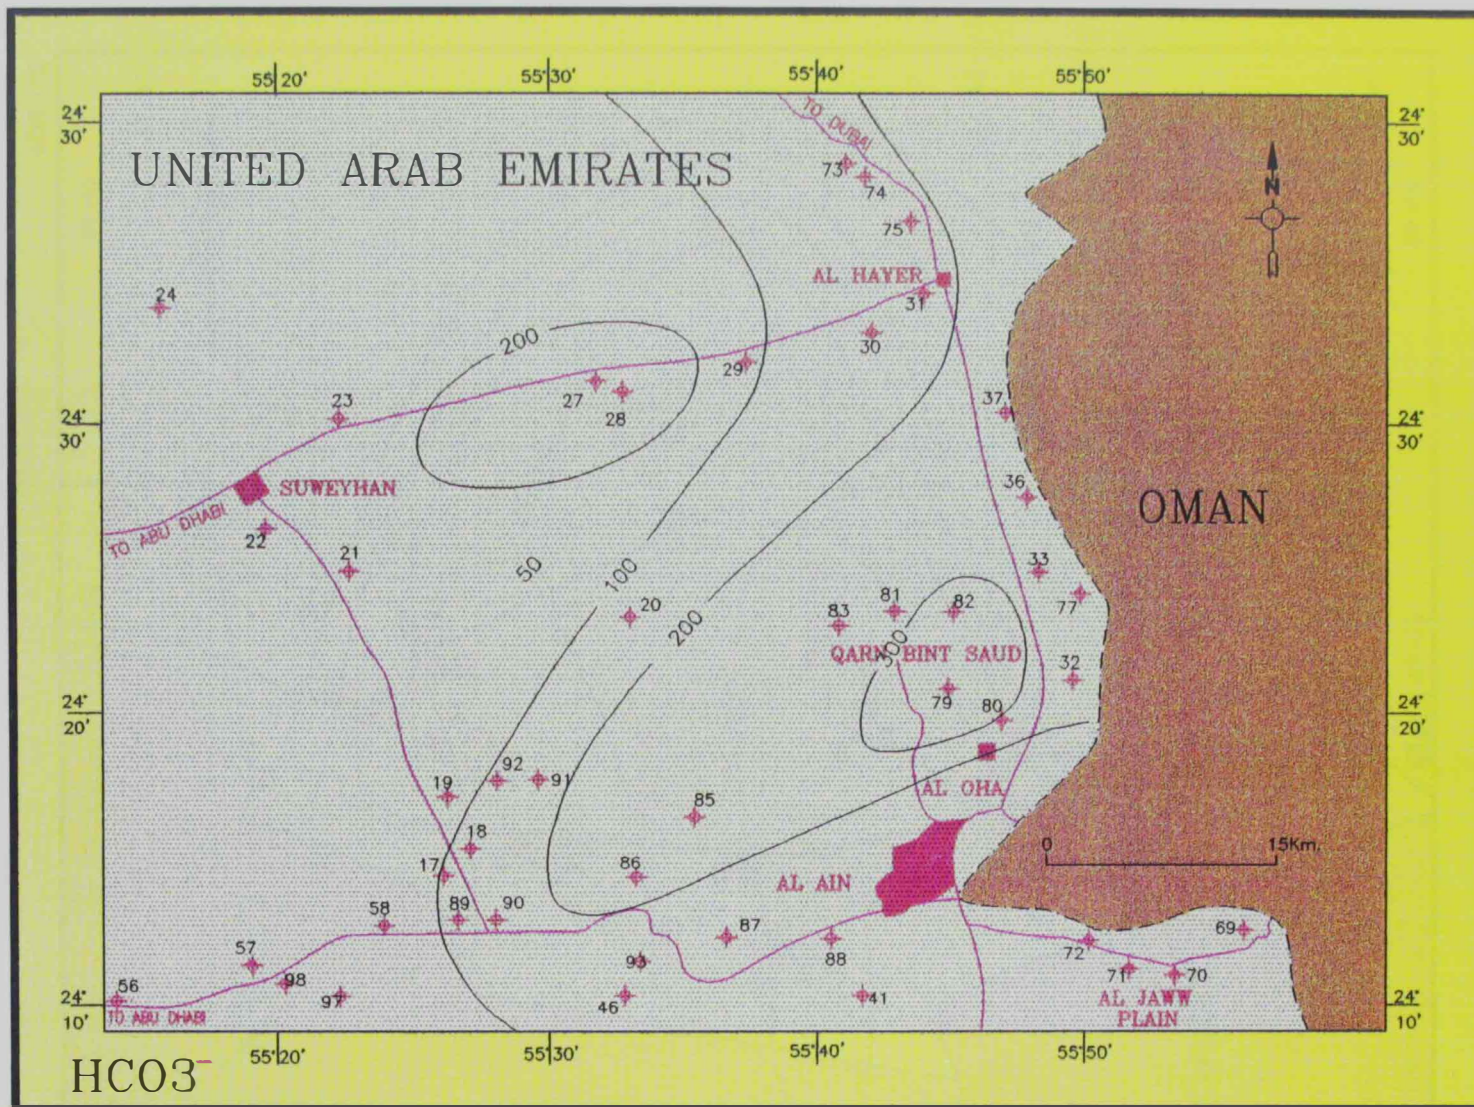 55°20' 55°30' 55°40' 55°50'
24° 30' 24° 30'
UNITED ARAB EMIRATES
TO DUBAI
73 74
75
N
AL HAYER
24 31
200 30
29
27 28
23 37
24° 30' 24° 30'
SUWEYHAN
36
OMAN
TO ABU DHABI
22 21
50 100 200
33
20 83 81 82 77
300
QARN BINT SAUD
32
79 80
24° 20' 24° 20'
92 91
19
AL OHA
85
18
0 15Km.
17 86
AL AIN
89 90
58 87 88 69
57 93 72
98 71 70
56 97 46 41
AL JAWW
PLAIN
24° 10' 24° 10'
TO ABU DHABI
55°20' 55°30' 55°40' 55°50'
HCO3⁻